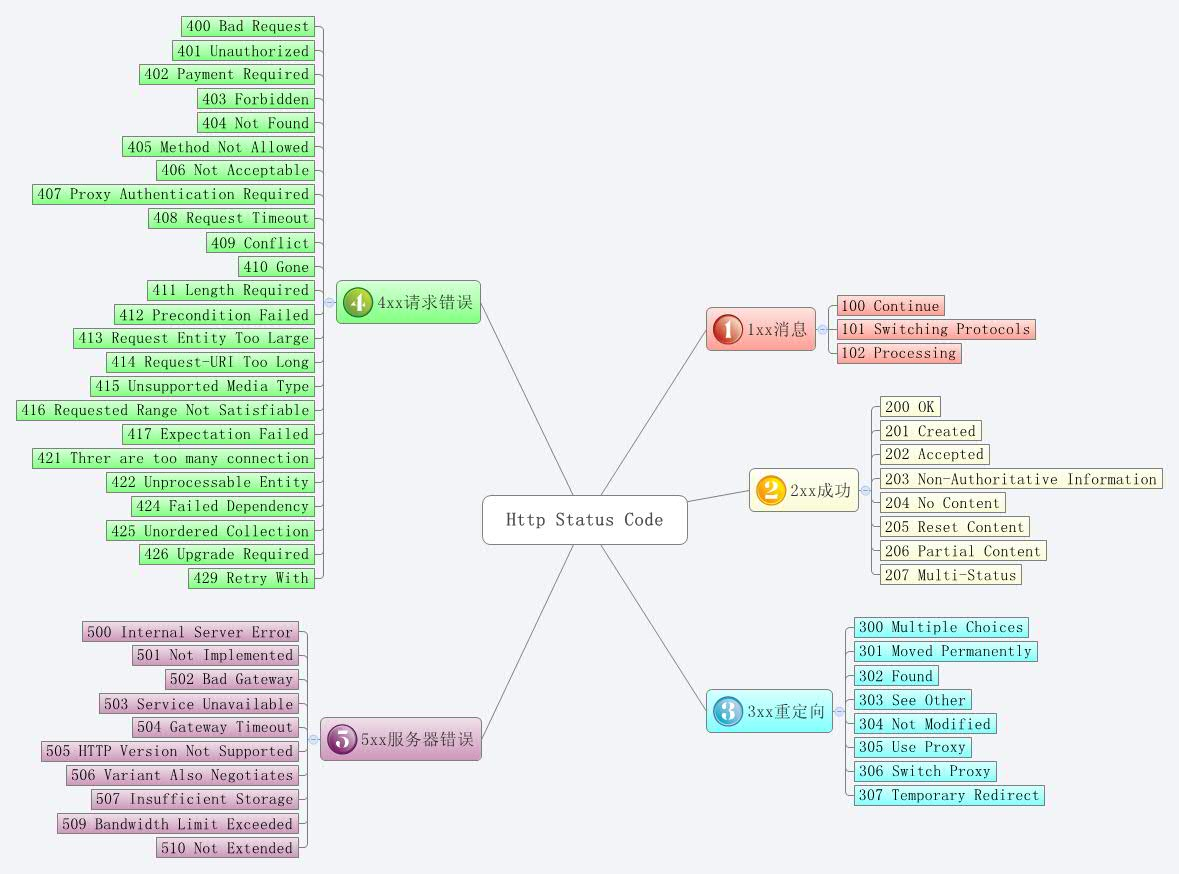 Http Status Code
1xx消息
100 Continue
101 Switching Protocols
102 Processing
2xx成功
200 OK
201 Created
202 Accepted
203 Non-Authoritative Information
204 No Content
205 Reset Content
206 Partial Content
207 Multi-Status
3xx重定向
300 Multiple Choices
301 Moved Permanently
302 Found
303 See Other
304 Not Modified
305 Use Proxy
306 Switch Proxy
307 Temporary Redirect
4xx请求错误
400 Bad Request
401 Unauthorized
402 Payment Required
403 Forbidden
404 Not Found
405 Method Not Allowed
406 Not Acceptable
407 Proxy Authentication Required
408 Request Timeout
409 Conflict
410 Gone
411 Length Required
412 Precondition Failed
413 Request Entity Too Large
414 Request-URI Too Long
415 Unsupported Media Type
416 Requested Range Not Satisfiable
417 Expectation Failed
421 Threr are too many connection
422 Unprocessable Entity
424 Failed Dependency
425 Unordered Collection
426 Upgrade Required
429 Retry With
5xx服务器错误
500 Internal Server Error
501 Not Implemented
502 Bad Gateway
503 Service Unavailable
504 Gateway Timeout
505 HTTP Version Not Supported
506 Variant Also Negotiates
507 Insufficient Storage
509 Bandwidth Limit Exceeded
510 Not Extended
1
2
3
4
5